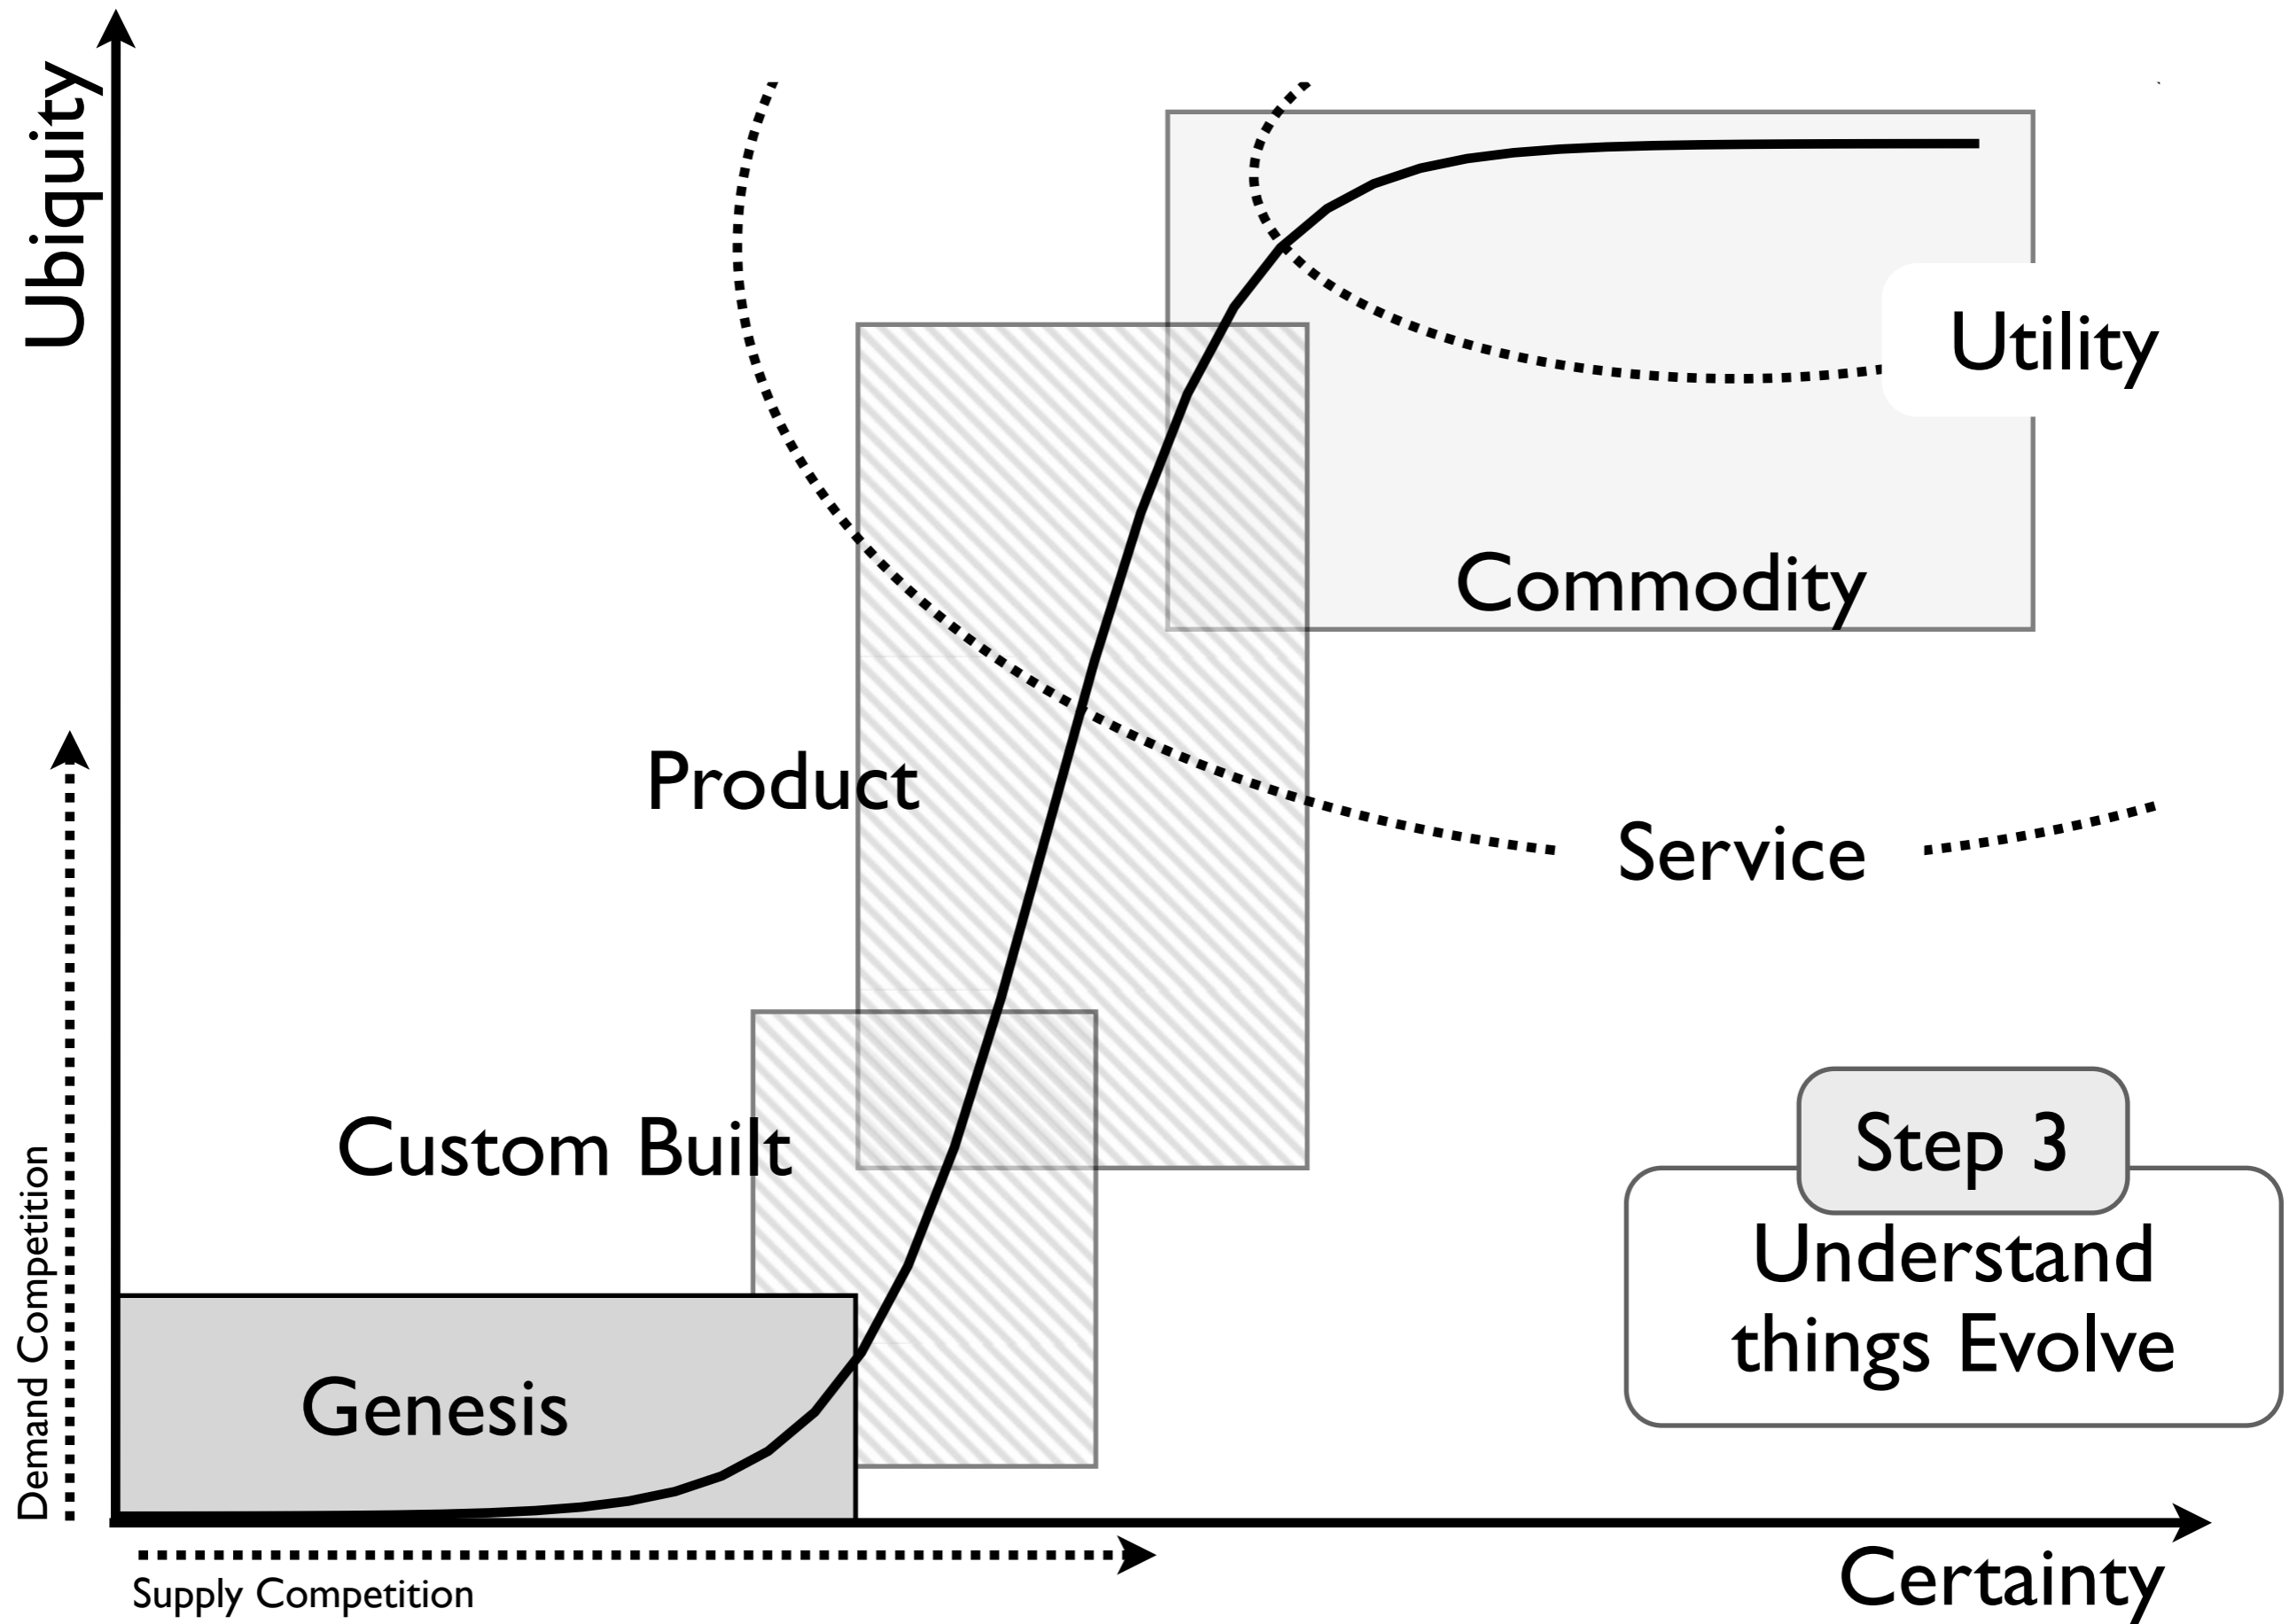 Ubiquity
Utility
Commodity
Product
Service
Custom Built
Step 3
Understand
things Evolve
Genesis
Demand Competition
Supply Competition
Certainty